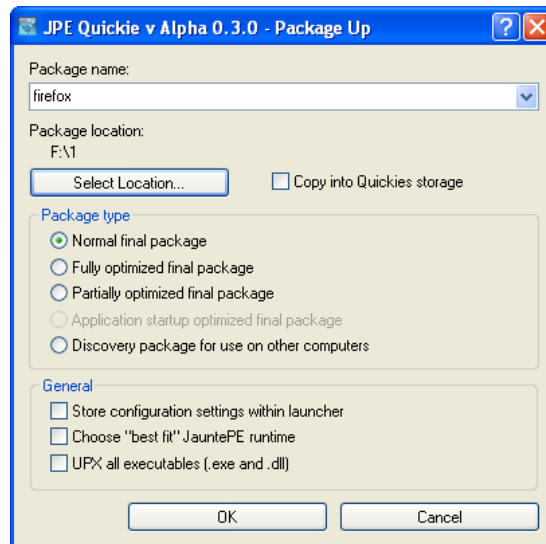 JPE Quickie v Alpha 0.3.0 - Package Up
Package name:
firefox
Package location:
F:\1
Select Location...
Copy into Quickies storage
Package type
Normal final package
Fully optimized final package
Partially optimized final package
Application startup optimized final package
Discovery package for use on other computers
General
Store configuration settings within launcher
Choose "best fit" JauntePE runtime
UPX all executables (.exe and .dll)
OK Cancel